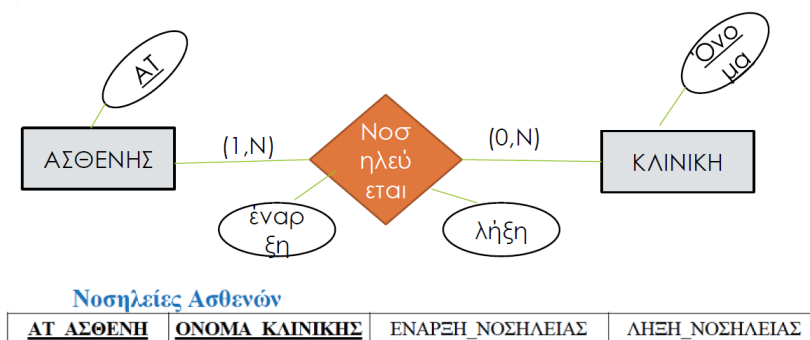 ΑΤ
Όνο
μα
ΑΣΘΕΝΗΣ
(1,N)
Νοσ
ηλεύ
εται
(0,N)
ΚΛΙΝΙΚΗ
έναρ
ξη
λήξη
Νοσηλείες Ασθενών
ΑΤ_ΑΣΘΕΝΗ ΟΝΟΜΑ_ΚΛΙΝΙΚΗΣ ΕΝΑΡΞΗ_ΝΟΣΗΛΕΙΑΣ ΛΗΞΗ_ΝΟΣΗΛΕΙΑΣ